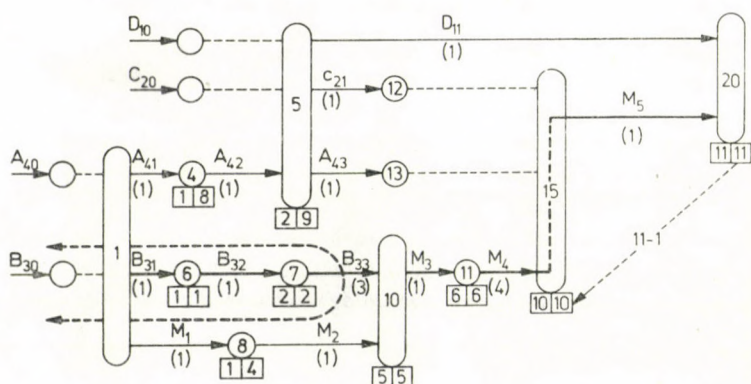 D10 D11
(1)
20
C20 5 C21 12
(1)
M5
(1)
11 11
A40 A41 4 A42 A43 13
(1) 1 8 (1) (1)
2 9
15
1
11-1
B30 B31 6 B32 7 B33 M3 11 M4
(1) 1 1 (1) 2 2 (3) 10 (1) 6 6 (4) 10 10
M1 8 M2
(1) 1 4 (1)
5 5